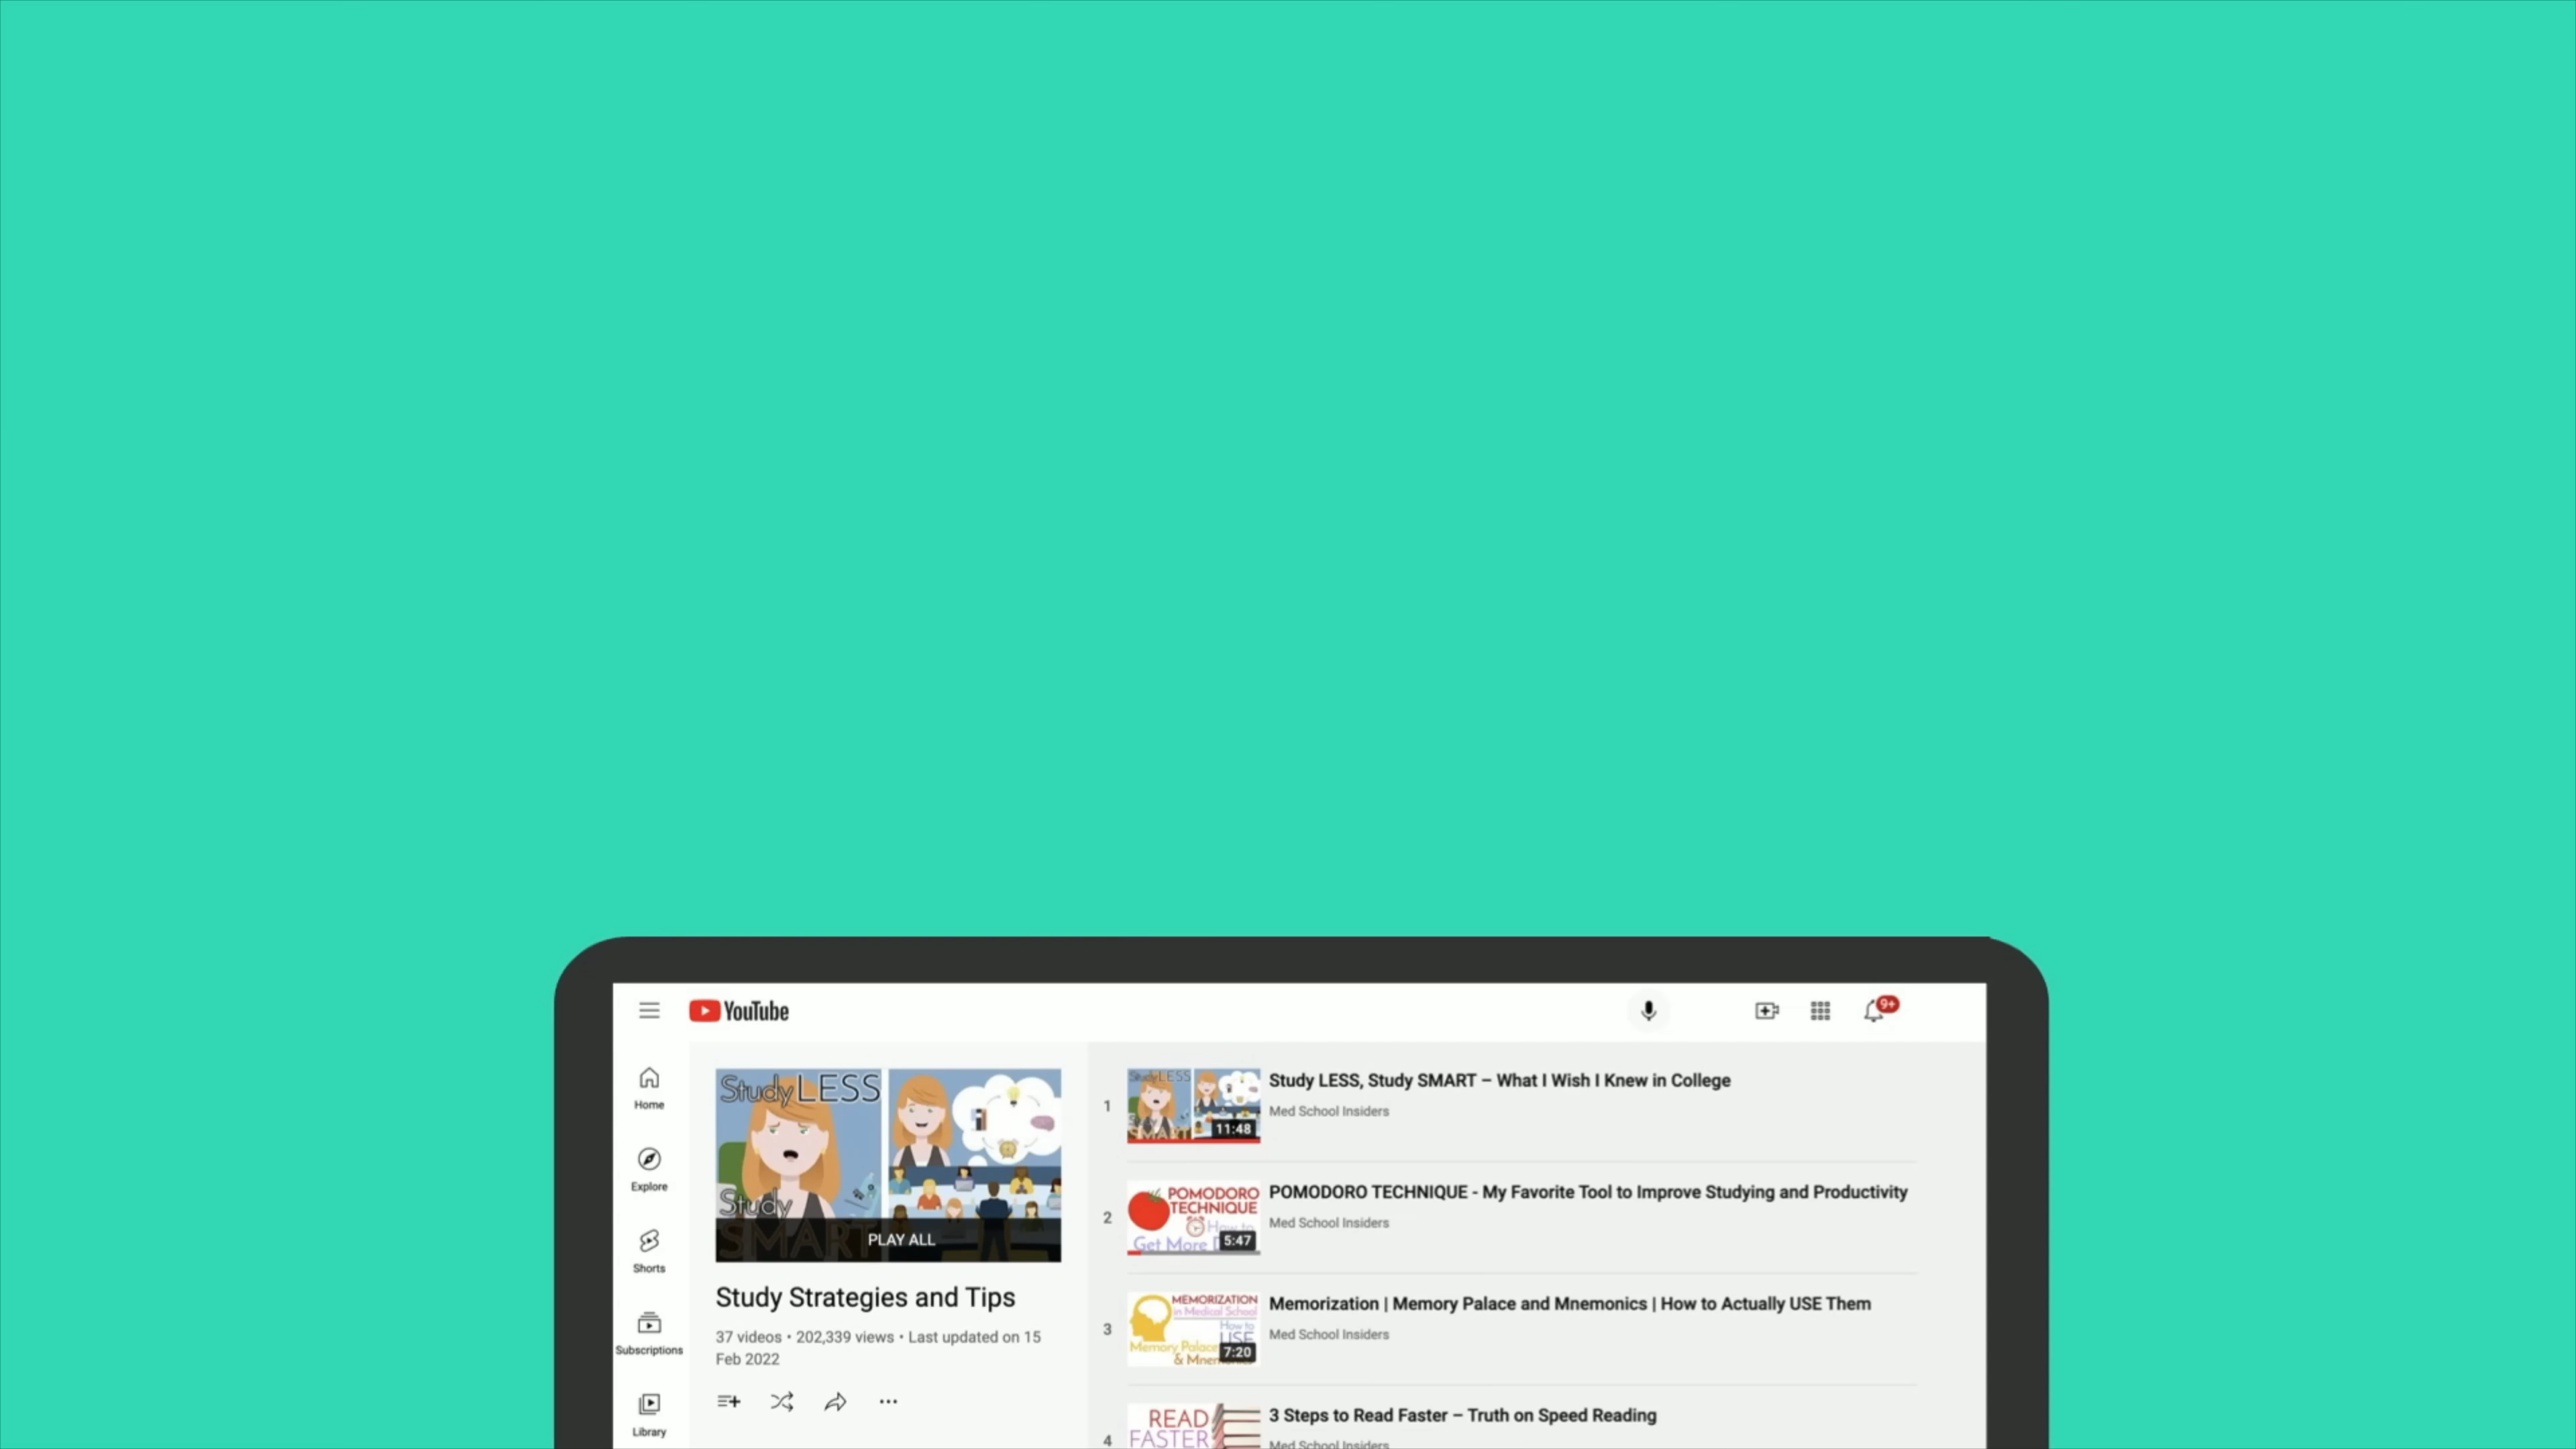 YouTube
9+
Home
Explore
Shorts
Subscriptions
Library
Study LESS
Study
SMART
PLAY ALL
Study Strategies and Tips
37 videos • 202,339 views • Last updated on 15
Feb 2022
1
Study LESS
SMART
11:48
Study LESS, Study SMART – What I Wish I Knew in College
Med School Insiders
2
POMODORO
TECHNIQUE
How to
Get More
5:47
POMODORO TECHNIQUE - My Favorite Tool to Improve Studying and Productivity
Med School Insiders
3
MEMORIZATION
in Medical School
How to
USE
Memory Palace
& Mnem
7:20
Memorization | Memory Palace and Mnemonics | How to Actually USE Them
Med School Insiders
4
READ
FASTER
3 Steps to Read Faster – Truth on Speed Reading
Med School Insiders